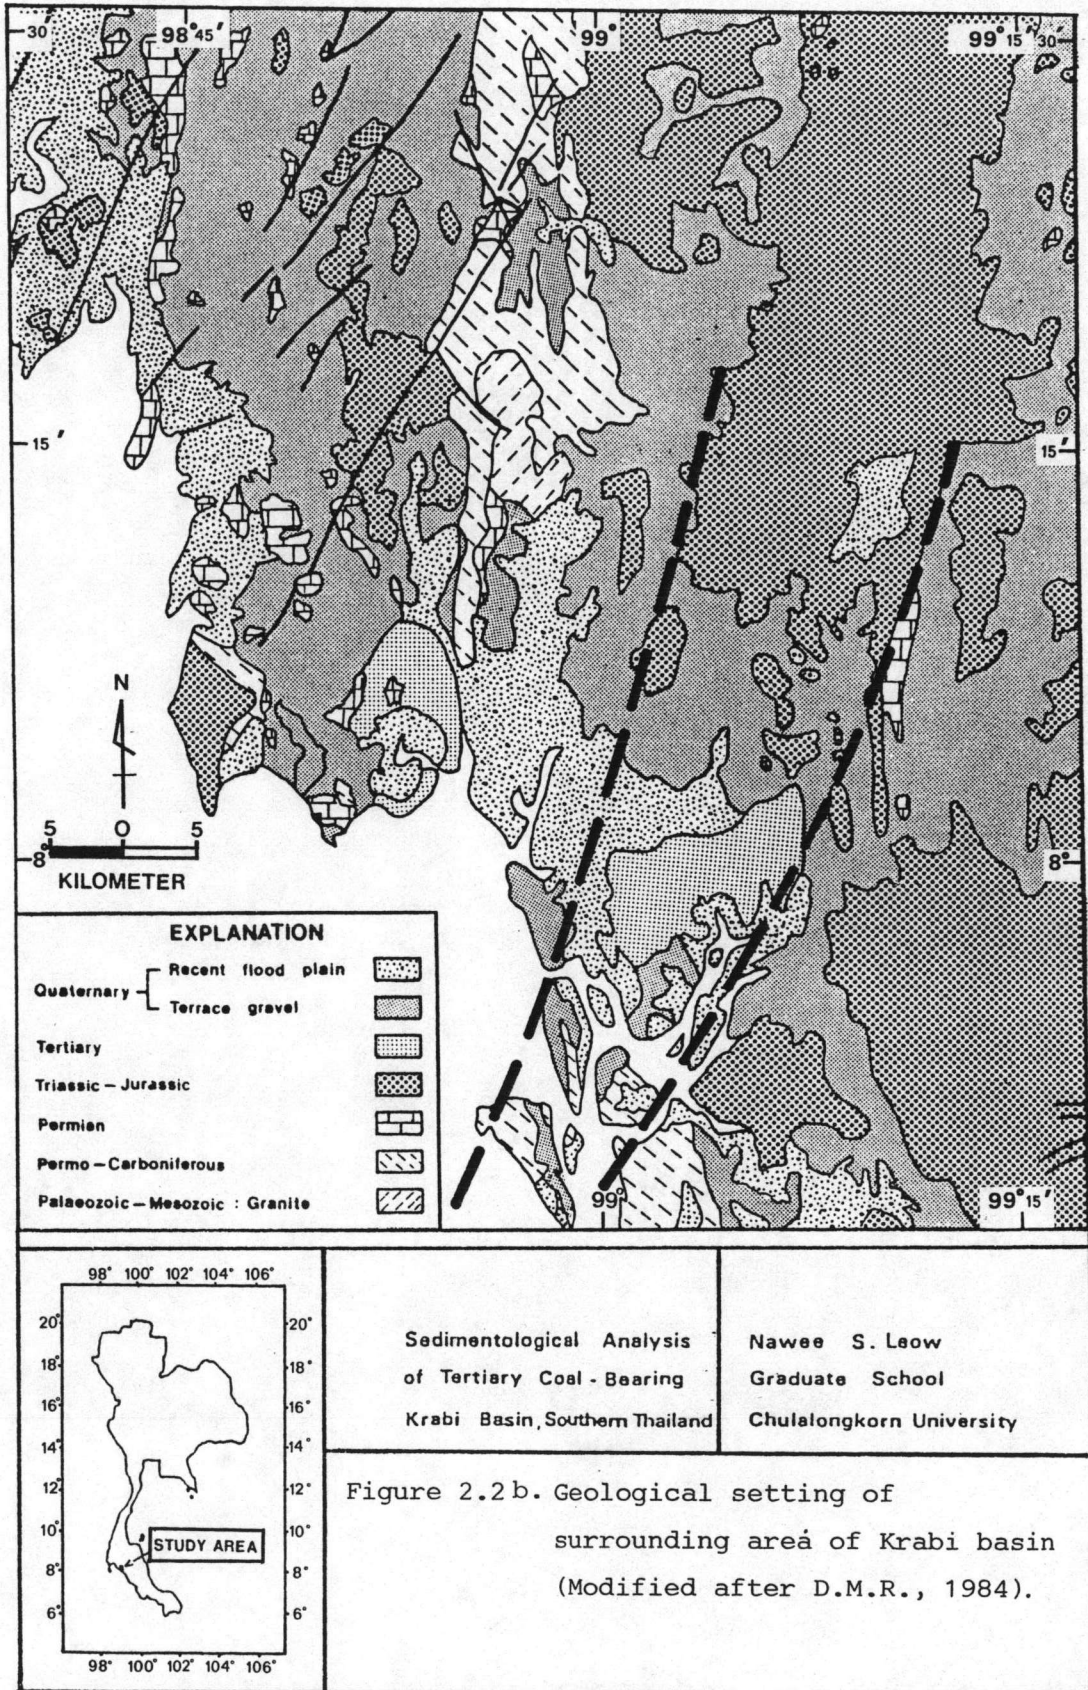 30'
98°45'
99°
99°15'
30'
15'
15'
N
5 0 5
KILOMETER
8°
8°
EXPLANATION
Quaternary
Recent flood plain
Terrace gravel
Tertiary
Triassic – Jurassic
Permian
Permo – Carboniferous
Palaeozoic – Mesozoic : Granite
99°
99°15'
98° 100° 102° 104° 106°
20° 20°
18° 18°
16° 16°
14° 14°
12° 12°
10° 10°
STUDY AREA
8° 8°
6° 6°
98° 100° 102° 104° 106°
Sedimentological Analysis
of Tertiary Coal - Bearing
Krabi Basin, Southern Thailand
Nawee S. Leow
Graduate School
Chulalongkorn University
Figure 2.2b. Geological setting of
surrounding area of Krabi basin
(Modified after D.M.R., 1984).